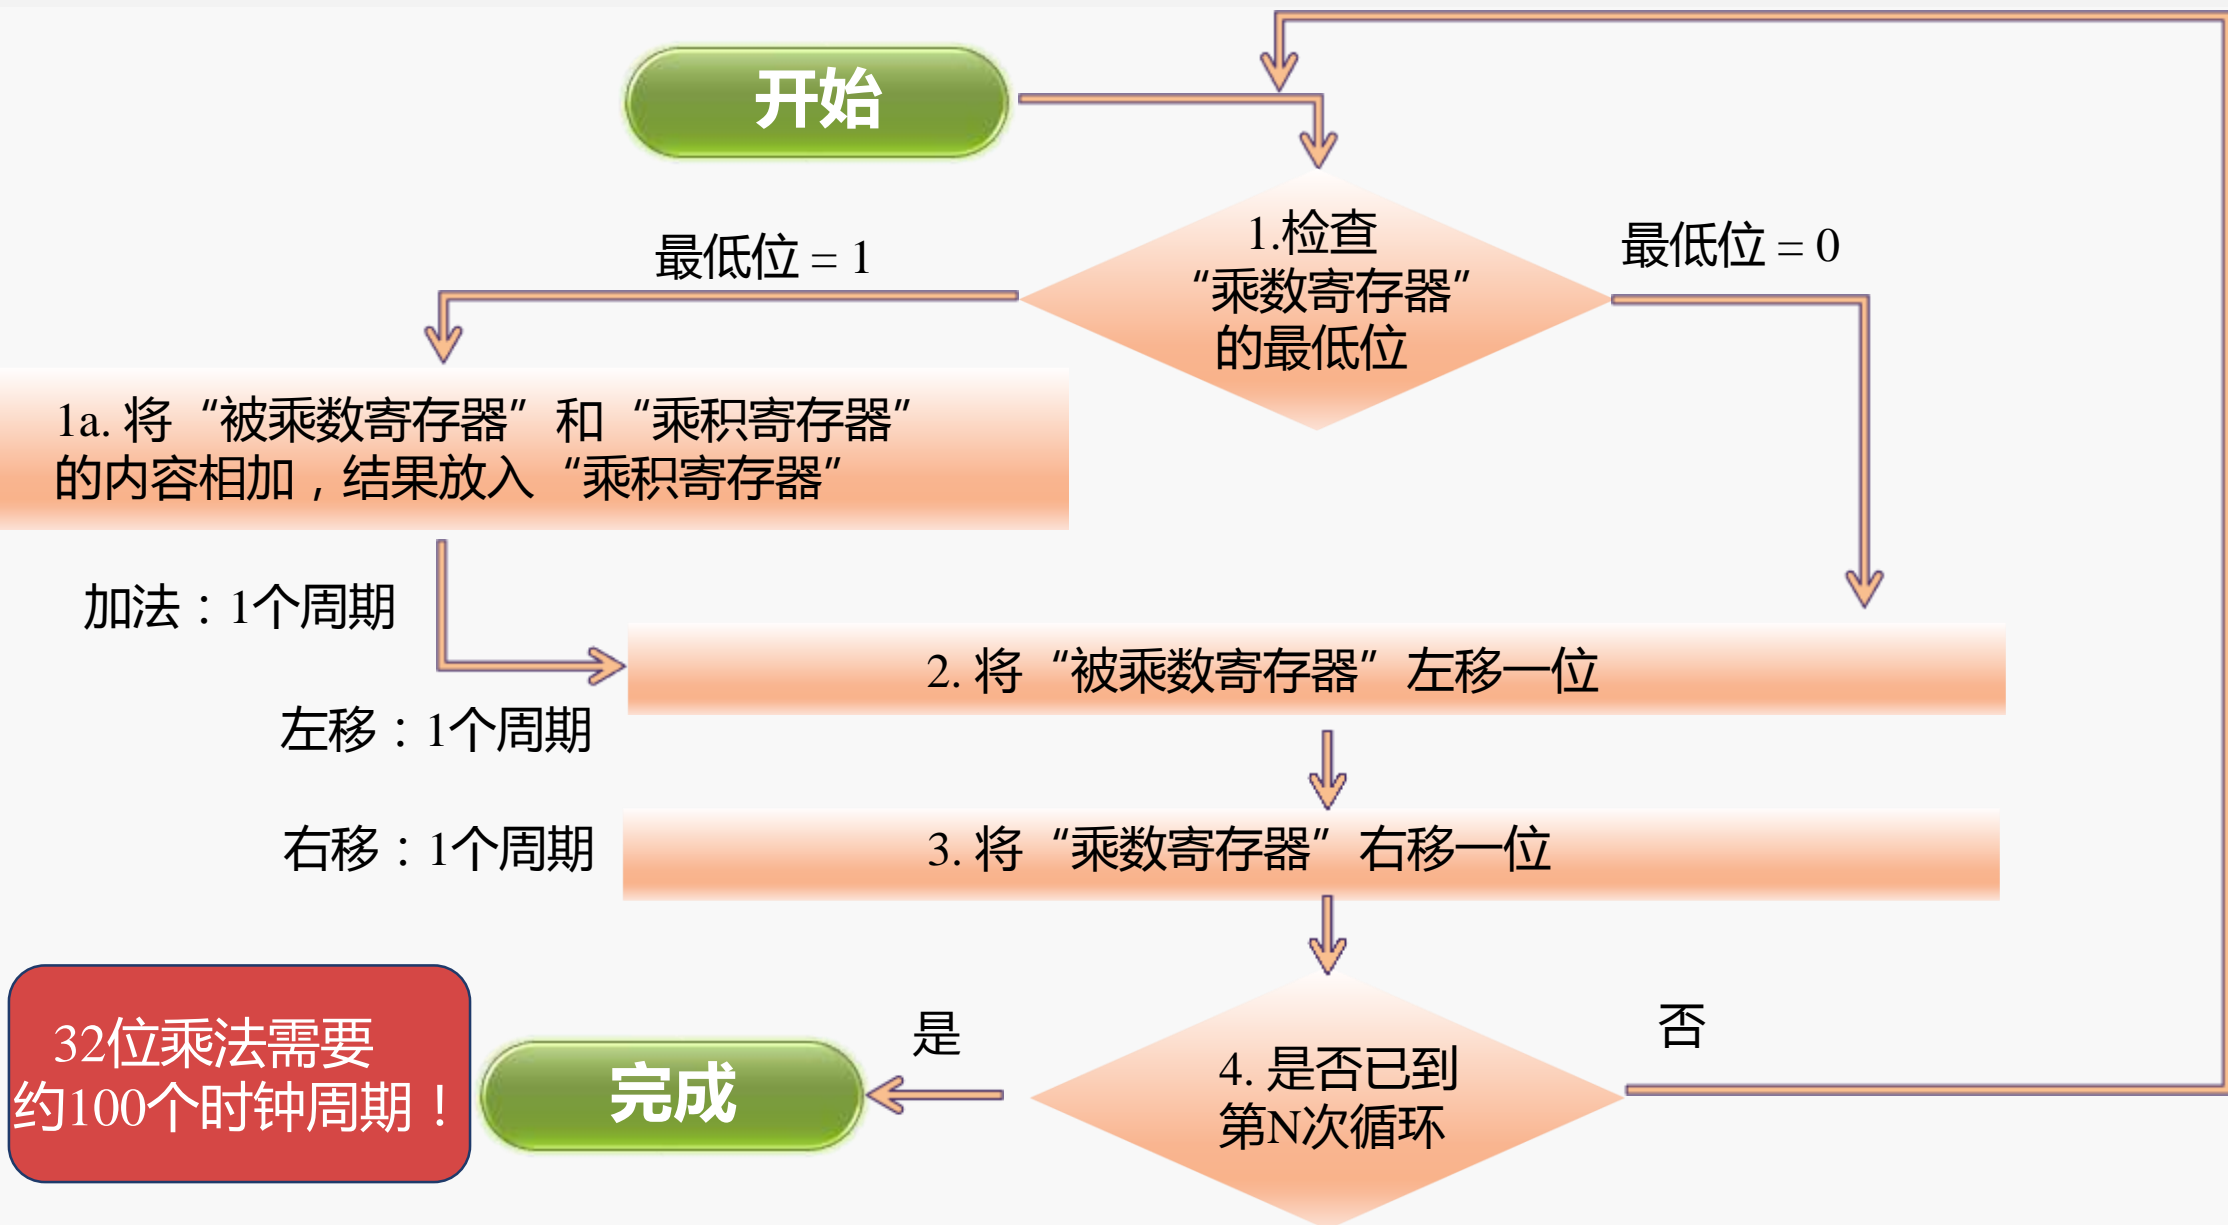 开始
1.检查
“乘数寄存器”
的最低位
最低位 = 1
最低位 = 0
1a. 将“被乘数寄存器”和“乘积寄存器”
的内容相加，结果放入“乘积寄存器”
加法：1个周期
2. 将“被乘数寄存器”左移一位
左移：1个周期
3. 将“乘数寄存器”右移一位
右移：1个周期
4. 是否已到
第N次循环
是
否
完成
32位乘法需要
约100个时钟周期！